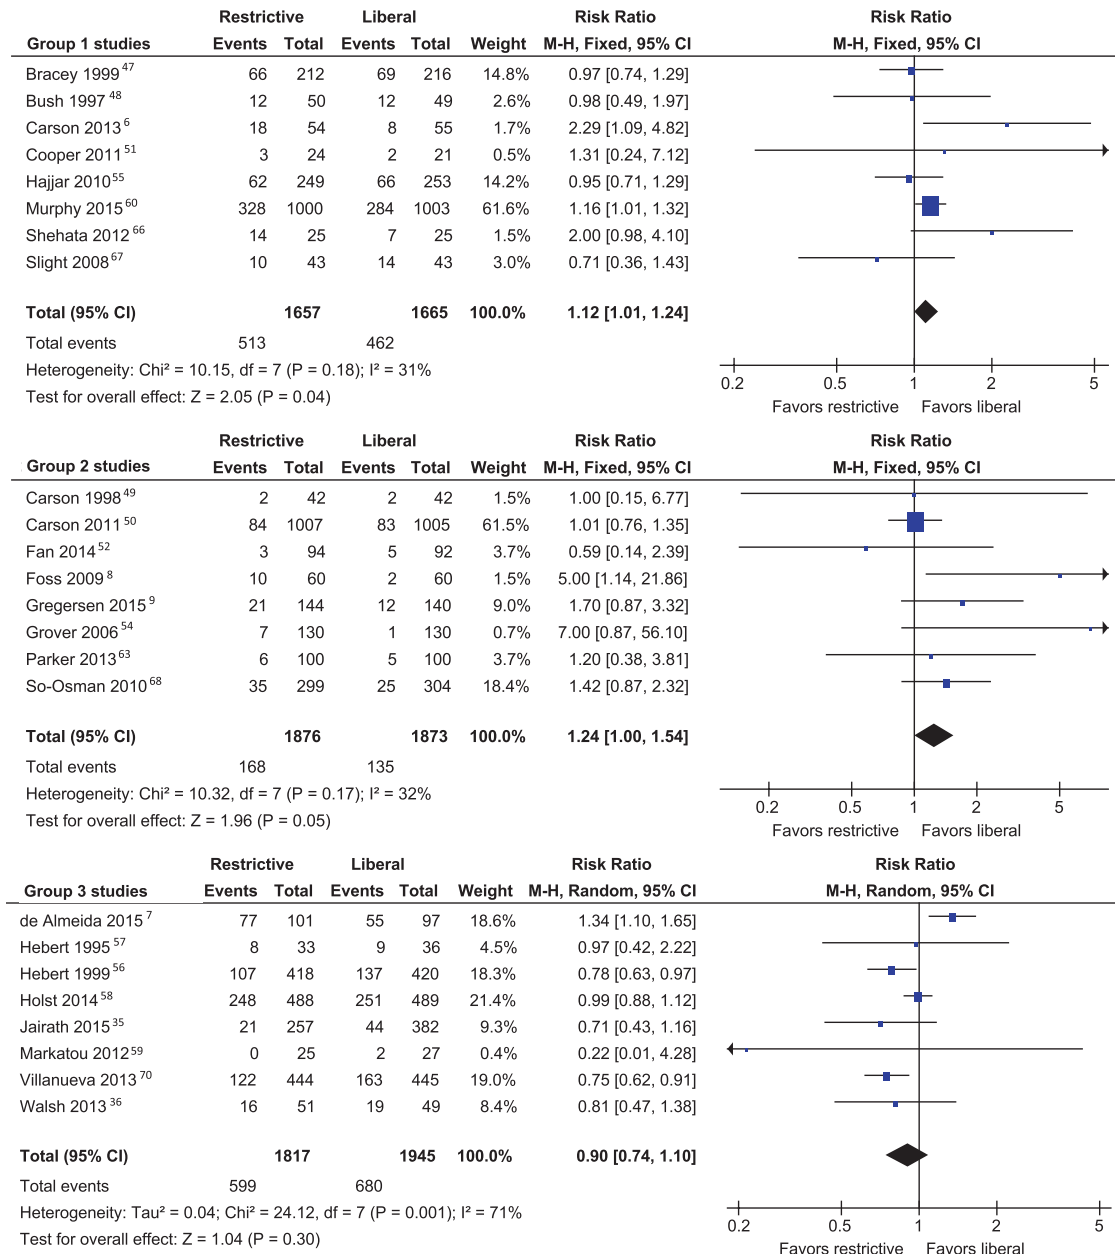 Restrictive Liberal Risk Ratio Risk Ratio
Group 1 studies Events Total Events Total Weight M-H, Fixed, 95% CI M-H, Fixed, 95% CI
Bracey 1999 47 66 212 69 216 14.8% 0.97 [0.74, 1.29]
Bush 1997 48 12 50 12 49 2.6% 0.98 [0.49, 1.97]
Carson 2013 6 18 54 8 55 1.7% 2.29 [1.09, 4.82]
Cooper 2011 51 3 24 2 21 0.5% 1.31 [0.24, 7.12]
Hajjar 2010 55 62 249 66 253 14.2% 0.95 [0.71, 1.29]
Murphy 2015 60 328 1000 284 1003 61.6% 1.16 [1.01, 1.32]
Shehata 2012 66 14 25 7 25 1.5% 2.00 [0.98, 4.10]
Slight 2008 67 10 43 14 43 3.0% 0.71 [0.36, 1.43]
Total (95% CI) 1657 1665 100.0% 1.12 [1.01, 1.24]
Total events 513 462
Heterogeneity: Chi² = 10.15, df = 7 (P = 0.18); I² = 31%
0.2 0.5 1 2 5
Test for overall effect: Z = 2.05 (P = 0.04)
Favors restrictive Favors liberal
Restrictive Liberal Risk Ratio Risk Ratio
Group 2 studies Events Total Events Total Weight M-H, Fixed, 95% CI M-H, Fixed, 95% CI
Carson 1998 49 2 42 2 42 1.5% 1.00 [0.15, 6.77]
Carson 2011 50 84 1007 83 1005 61.5% 1.01 [0.76, 1.35]
Fan 2014 52 3 94 5 92 3.7% 0.59 [0.14, 2.39]
Foss 2009 8 10 60 2 60 1.5% 5.00 [1.14, 21.86]
Gregersen 2015 9 21 144 12 140 9.0% 1.70 [0.87, 3.32]
Grover 2006 54 7 130 1 130 0.7% 7.00 [0.87, 56.10]
Parker 2013 63 6 100 5 100 3.7% 1.20 [0.38, 3.81]
So-Osman 2010 68 35 299 25 304 18.4% 1.42 [0.87, 2.32]
Total (95% CI) 1876 1873 100.0% 1.24 [1.00, 1.54]
Total events 168 135
Heterogeneity: Chi² = 10.32, df = 7 (P = 0.17); I² = 32%
0.2 0.5 1 2 5
Test for overall effect: Z = 1.96 (P = 0.05)
Favors restrictive Favors liberal
Restrictive Liberal Risk Ratio Risk Ratio
Group 3 studies Events Total Events Total Weight M-H, Random, 95% CI M-H, Random, 95% CI
de Almeida 2015 7 77 101 55 97 18.6% 1.34 [1.10, 1.65]
Hebert 1995 57 8 33 9 36 4.5% 0.97 [0.42, 2.22]
Hebert 1999 56 107 418 137 420 18.3% 0.78 [0.63, 0.97]
Holst 2014 58 248 488 251 489 21.4% 0.99 [0.88, 1.12]
Jairath 2015 35 21 257 44 382 9.3% 0.71 [0.43, 1.16]
Markatou 2012 59 0 25 2 27 0.4% 0.22 [0.01, 4.28]
Villanueva 2013 70 122 444 163 445 19.0% 0.75 [0.62, 0.91]
Walsh 2013 36 16 51 19 49 8.4% 0.81 [0.47, 1.38]
Total (95% CI) 1817 1945 100.0% 0.90 [0.74, 1.10]
Total events 599 680
Heterogeneity: Tau² = 0.04; Chi² = 24.12, df = 7 (P = 0.001); I² = 71%
0.2 0.5 1 2 5
Test for overall effect: Z = 1.04 (P = 0.30)
Favors restrictive Favors liberal